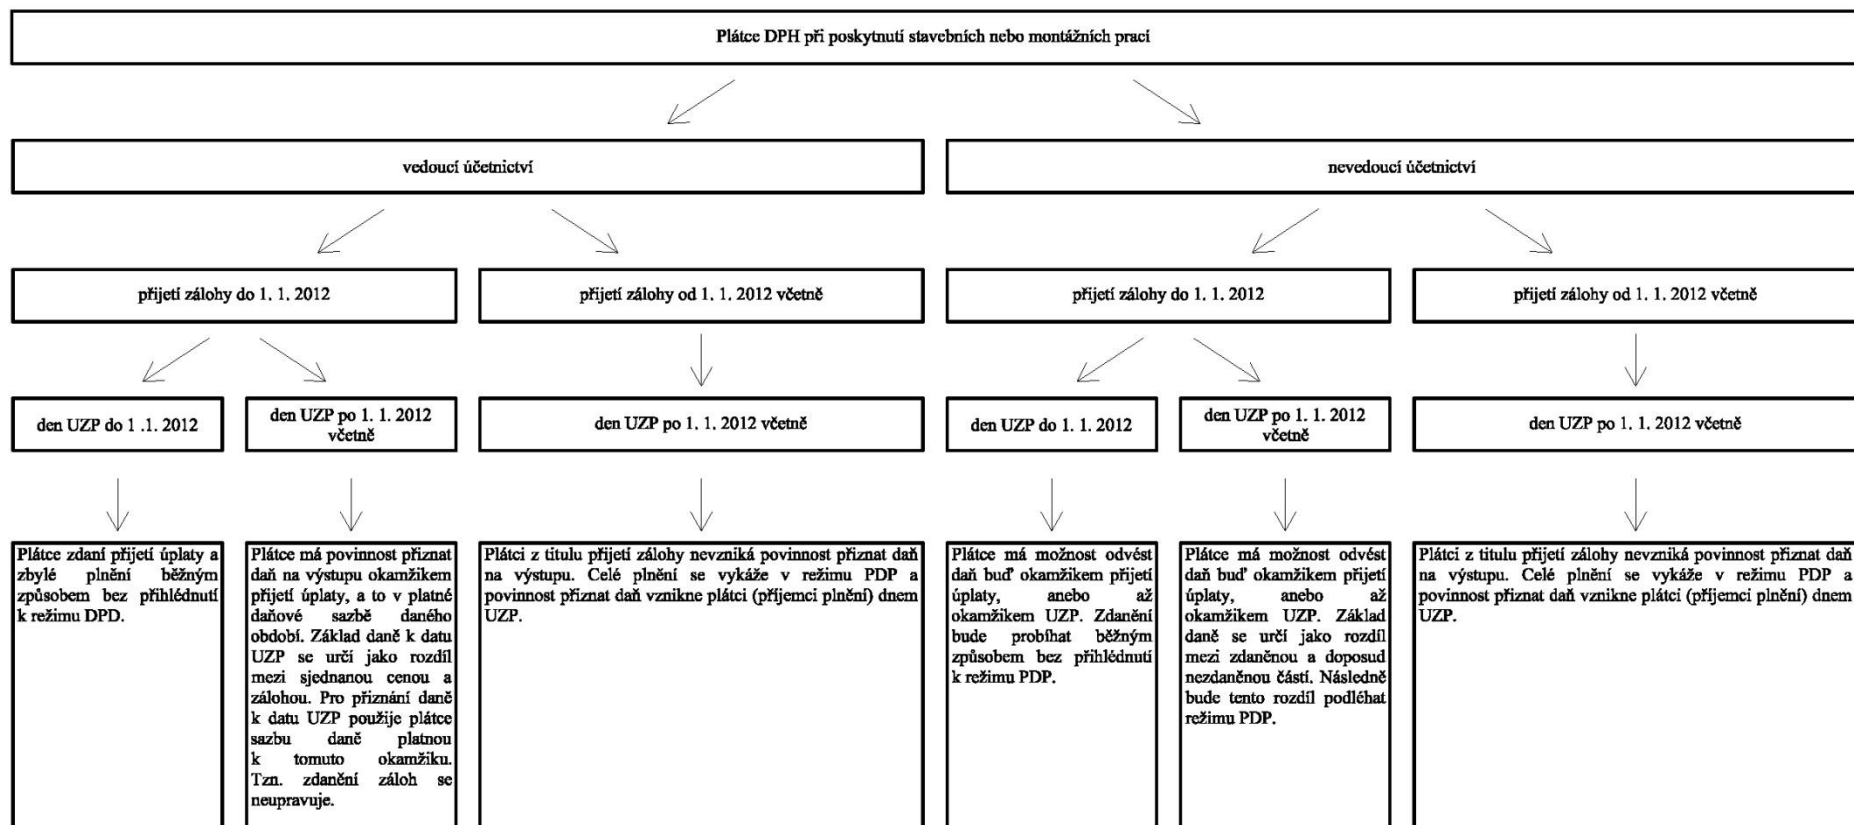 Plátce DPH při poskytnutí stavebních nebo montážních prací
vedoucí účetnictví
nevedoucí účetnictví
přijetí zálohy do 1. 1. 2012
přijetí zálohy od 1. 1. 2012 včetně
přijetí zálohy do 1. 1. 2012
přijetí zálohy od 1. 1. 2012 včetně
den UZP do 1 .1. 2012
den UZP po 1. 1. 2012
včetně
den UZP po 1. 1. 2012 včetně
den UZP do 1. 1. 2012
den UZP po 1. 1. 2012
včetně
den UZP po 1. 1. 2012 včetně
Plátce zdaní přijetí úplaty a
zbylé plnění běžným
způsobem bez přihlédnutí
k režimu DPD.
Plátce má povinnost přiznat
daň na výstupu okamžikem
přijetí úplaty, a to v platné
daňové sazbě daného
období. Základ daně k datu
UZP se určí jako rozdíl
mezi sjednanou cenou a
zálohou. Pro přiznání daně
k datu UZP použije plátce
sazbu daně platnou
k tomuto okamžiku.
Tzn. zdanění záloh se
neupravuje.
Plátci z titulu přijetí zálohy nevzniká povinnost přiznat daň
na výstupu. Celé plnění se vykáže v režimu PDP a
povinnost přiznat daň vznikne plátci (příjemci plnění) dnem
UZP.
Plátce má možnost odvést
daň buď okamžikem přijetí
úplaty, anebo až
okamžikem UZP. Zdanění
bude probíhat běžným
způsobem bez přihlédnutí
k režimu PDP.
Plátce má možnost odvést
daň buď okamžikem přijetí
úplaty, anebo až
okamžikem UZP. Základ
daně se určí jako rozdíl
mezi zdaněnou a doposud
nezdaněnou částí. Následně
bude tento rozdíl podléhat
režimu PDP.
Plátci z titulu přijetí zálohy nevzniká povinnost přiznat daň
na výstupu. Celé plnění se vykáže v režimu PDP a
povinnost přiznat daň vznikne plátci (příjemci plnění) dnem
UZP.